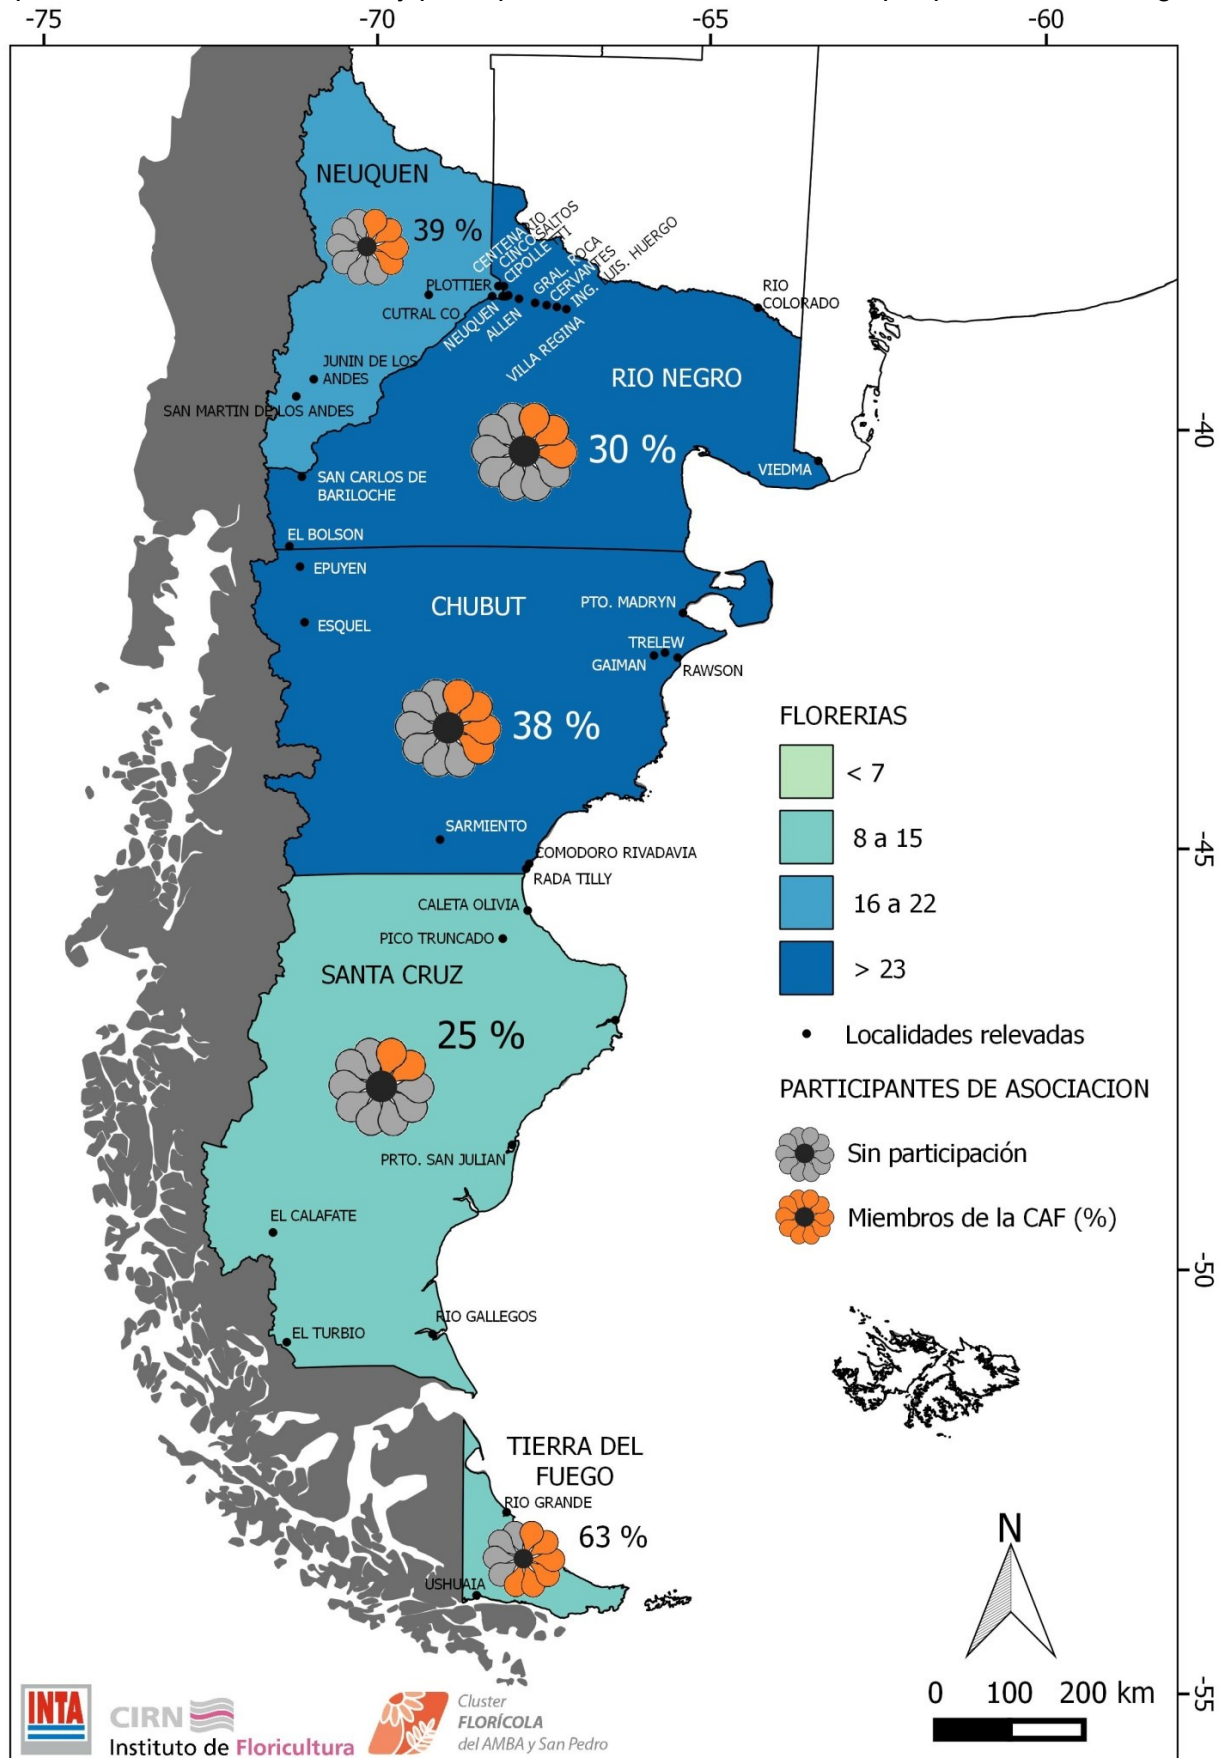 -75
-70
-65
-60
NEUQUEN
39 %
CENTENARIO
CINCO SALTOS
CIPOLLETTI
GRAL. ROCA
CERVANTES
ING. LUIS. HUERGO
PLOTTIER
CUTRAL CO
NEUQUEN
ALLEN
VILLA REGINA
RIO
COLORADO
JUNIN DE LOS
ANDES
SAN MARTIN DE LOS ANDES
RIO NEGRO
30 %
-40
VIEDMA
SAN CARLOS DE
BARILOCHE
EL BOLSON
EPUYEN
CHUBUT
PTO. MADRYN
ESQUEL
TRELEW
GAIMAN
RAWSON
38 %
SARMIENTO
COMODORO RIVADAVIA
RADA TILLY
-45
CALETA OLIVIA
PICO TRUNCADO
SANTA CRUZ
25 %
PRTO. SAN JULIAN
EL CALAFATE
RIO GALLEGOS
EL TURBIO
-50
TIERRA DEL
FUEGO
RIO GRANDE
63 %
USHUAIA
FLORERIAS
< 7
8 a 15
16 a 22
> 23
Localidades relevadas
PARTICIPANTES DE ASOCIACION
Sin participación
Miembros de la CAF (%)
N
0 100 200 km
-55
INTA
CIRN
Instituto de Floricultura
Cluster
FLORÍCOLA
del AMBA y San Pedro